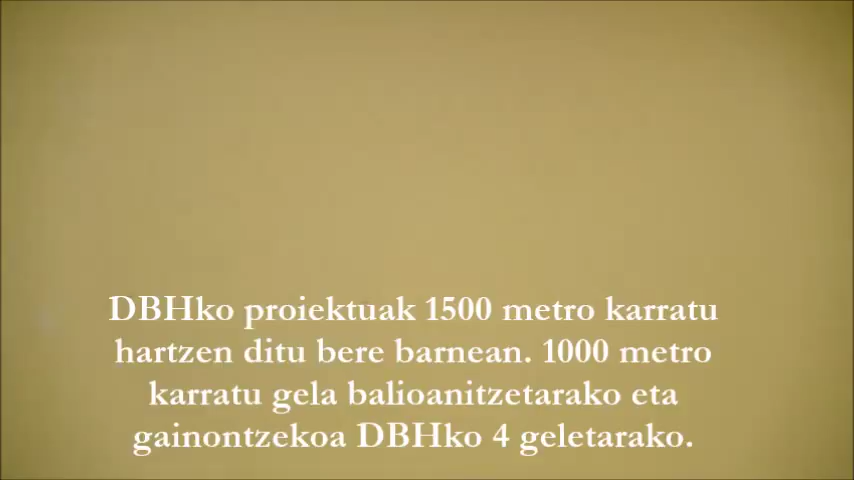 DBHko proiektuak 1500 metro karratu
hartzen ditu bere barnean. 1000 metro
karratu gela balioanitzetarako eta
gainontzekoa DBHko 4 geletarako.